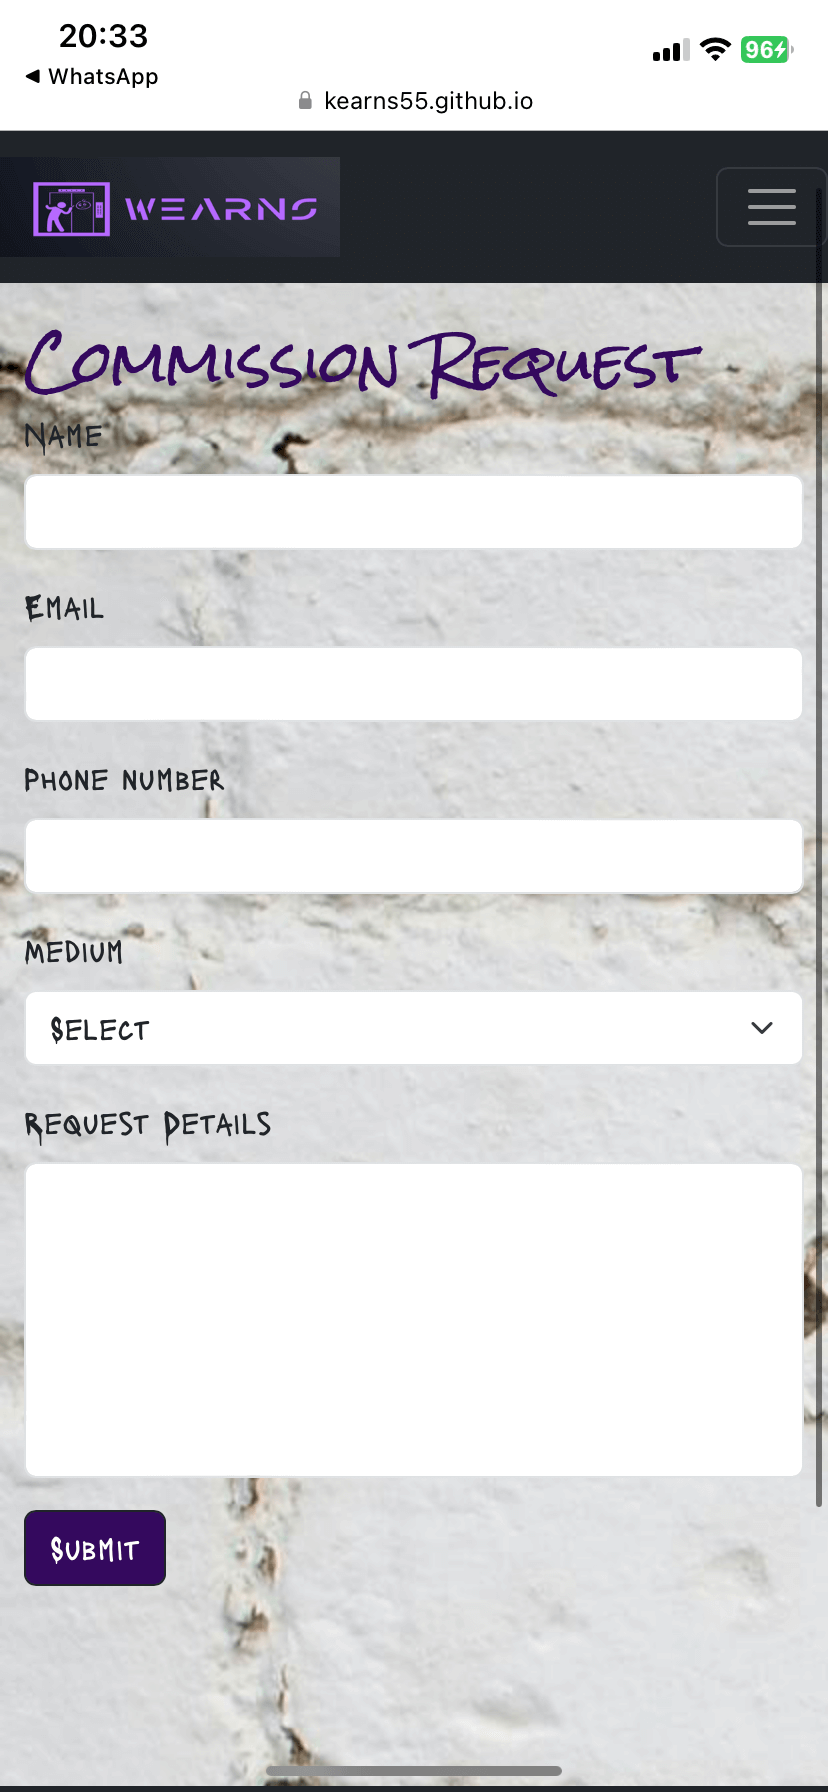 20:33
96
◀ WhatsApp
kearns55.github.io
WEARNS
Commission Request
Name
Email
Phone number
Medium
Select
Request Details
Submit